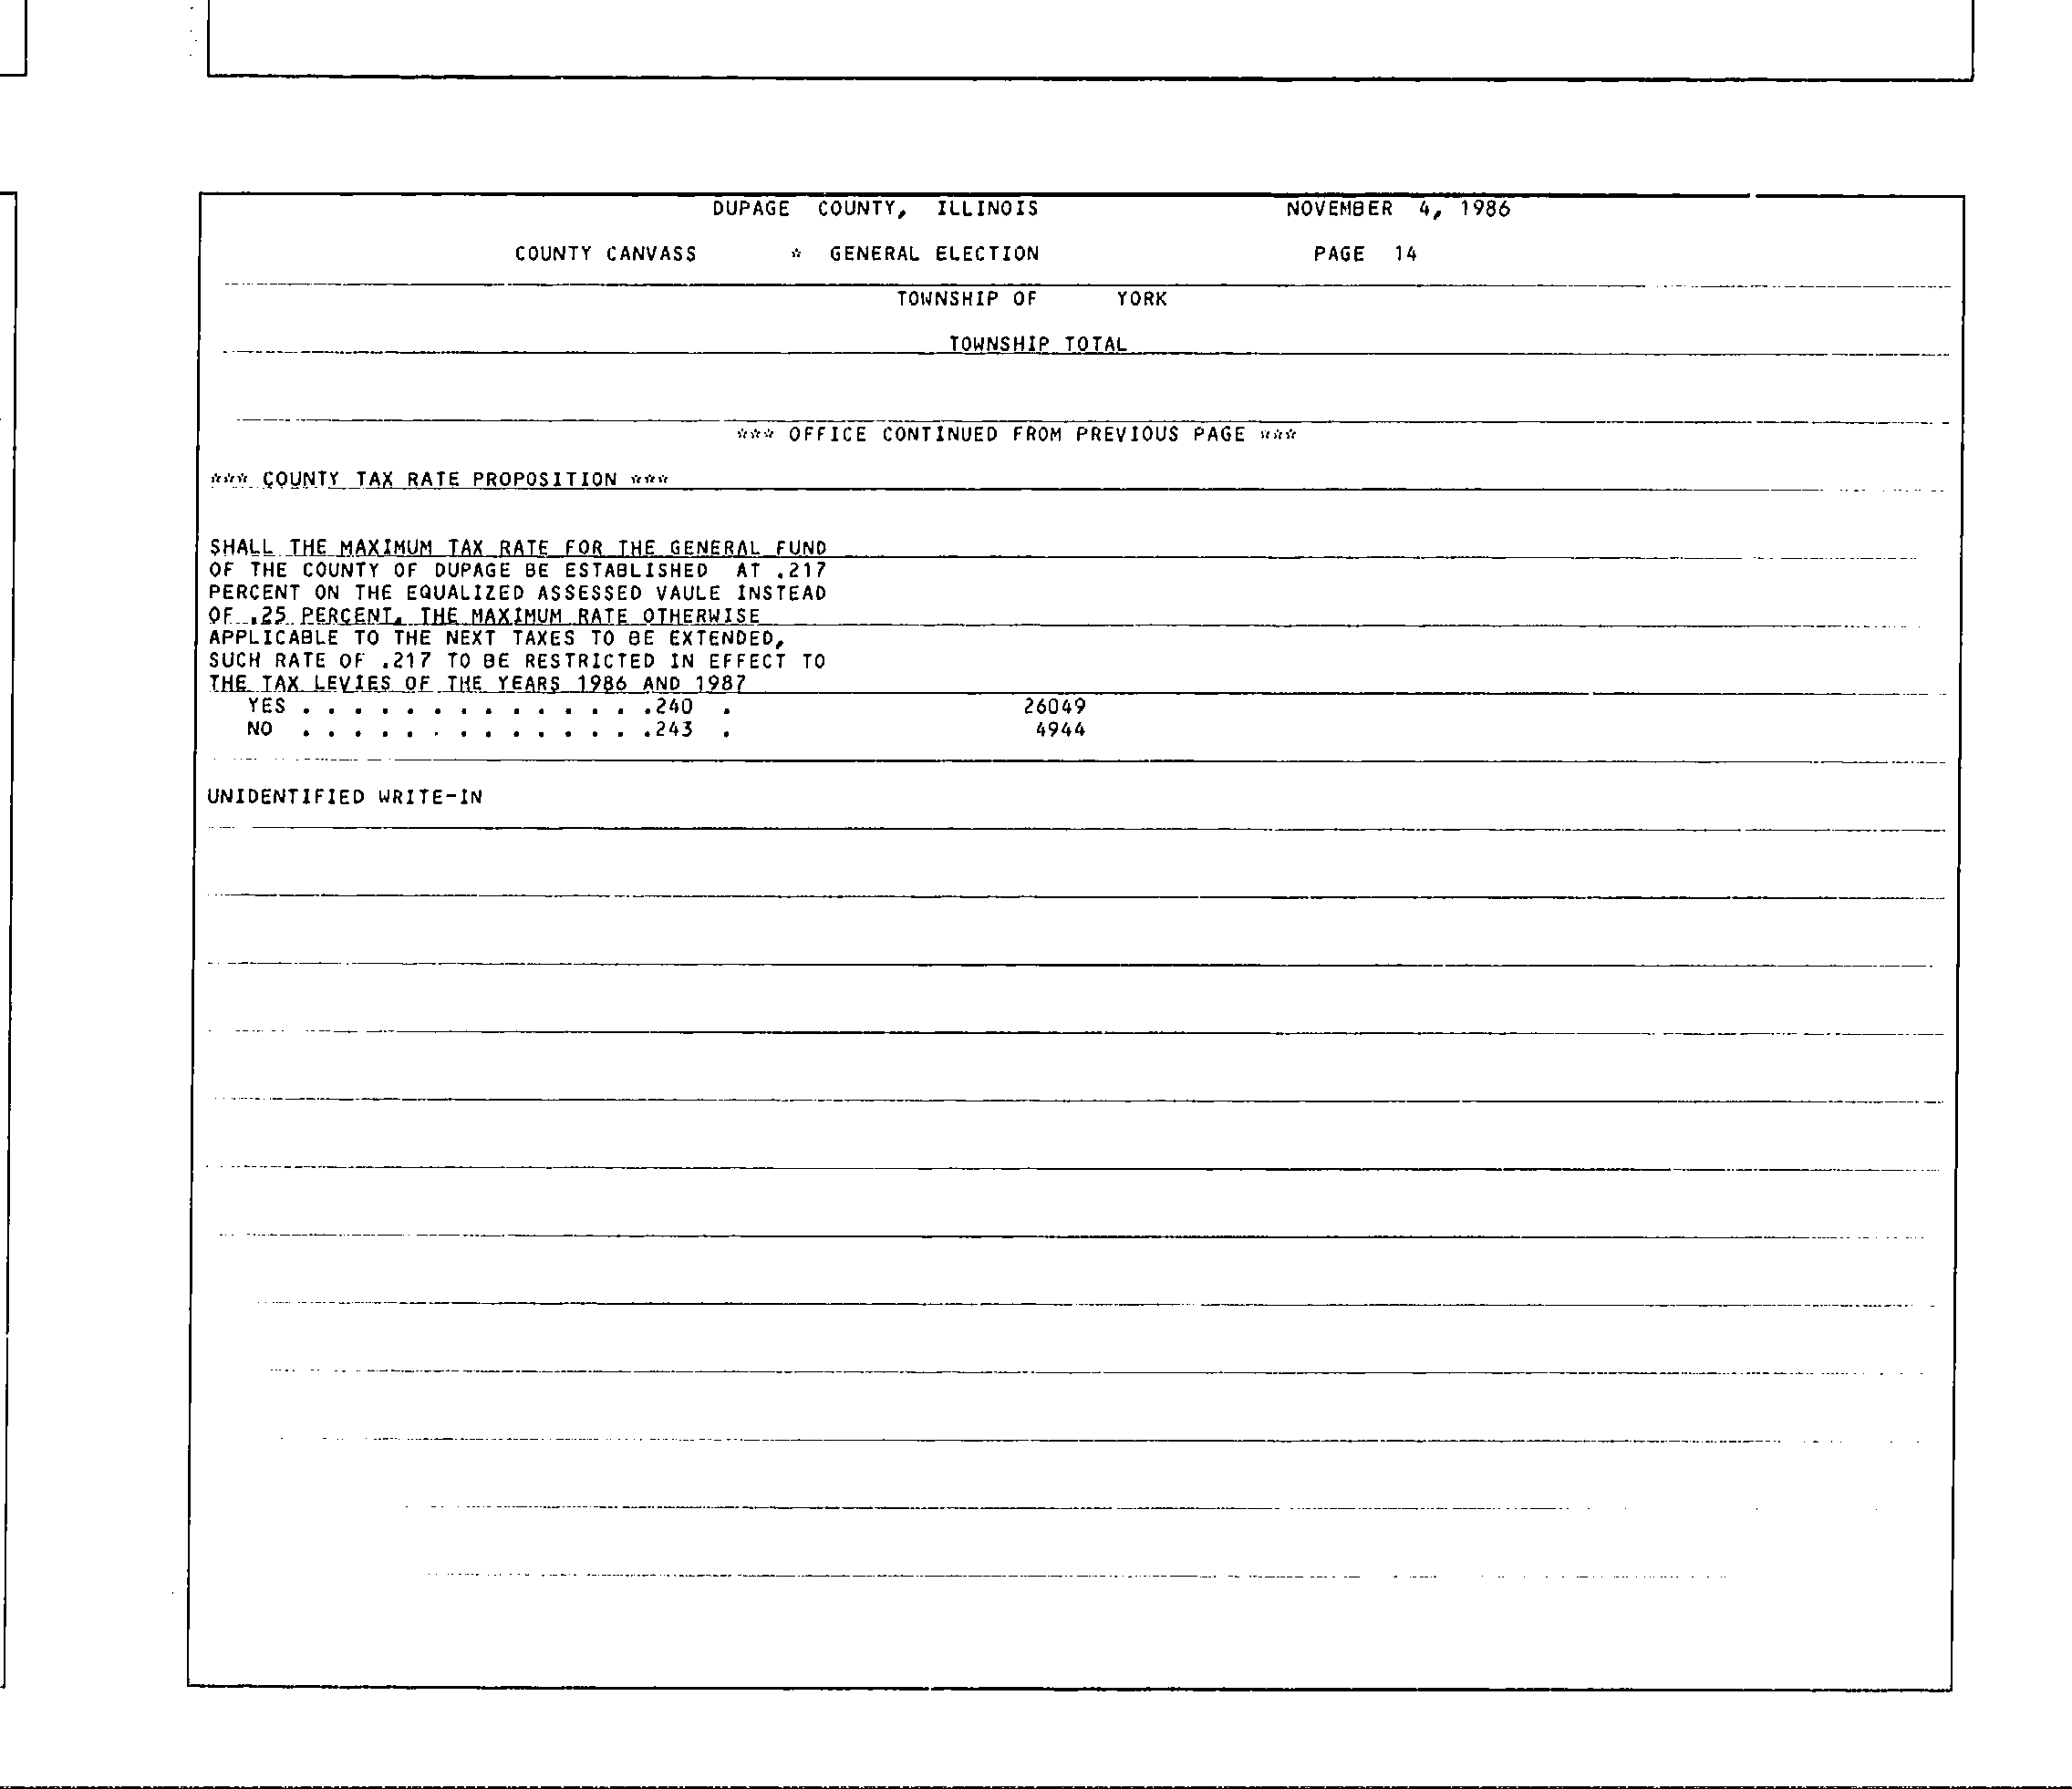 DUPAGE COUNTY, ILLINOIS NOVEMBER 4, 1986
COUNTY CANVASS * GENERAL ELECTION PAGE 14
TOWNSHIP OF YORK
TOWNSHIP TOTAL
*** OFFICE CONTINUED FROM PREVIOUS PAGE ***
*** COUNTY TAX RATE PROPOSITION ***
SHALL THE MAXIMUM TAX RATE FOR THE GENERAL FUND
OF THE COUNTY OF DUPAGE BE ESTABLISHED AT .217
PERCENT ON THE EQUALIZED ASSESSED VAULE INSTEAD
OF .25 PERCENT, THE MAXIMUM RATE OTHERWISE
APPLICABLE TO THE NEXT TAXES TO BE EXTENDED,
SUCH RATE OF .217 TO BE RESTRICTED IN EFFECT TO
THE TAX LEVIES OF THE YEARS 1986 AND 1987
YES . . . . . . . . . . . . . .240 . 26049
NO . . . . . . . . . . . . . .243 . 4944
UNIDENTIFIED WRITE-IN